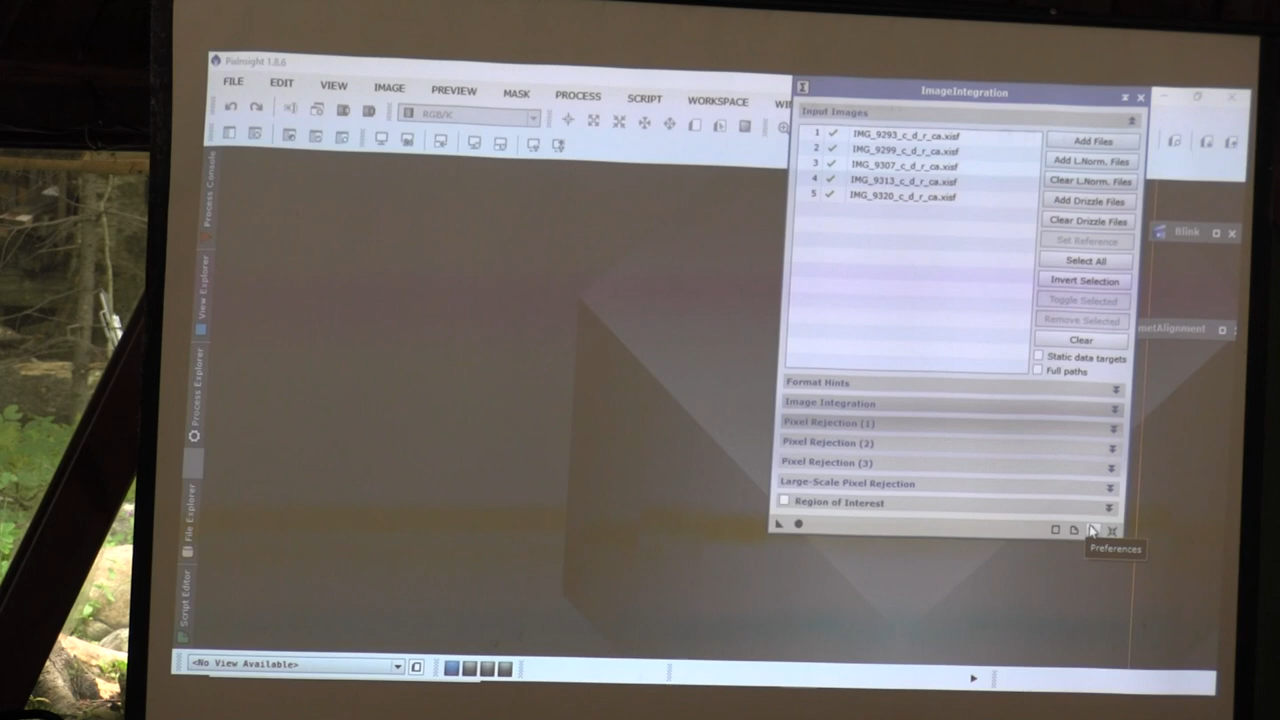 PixInsight 1.8.6
FILE EDIT VIEW IMAGE PREVIEW MASK PROCESS SCRIPT WORKSPACE WIN
RGB/K
Process Console
View Explorer
Process Explorer
File Explorer
Script Editor
<No View Available>
ImageIntegration
Input Images
1 IMG_9293_c_d_r_ca.xisf
2 IMG_9299_c_d_r_ca.xisf
3 IMG_9307_c_d_r_ca.xisf
4 IMG_9313_c_d_r_ca.xisf
5 IMG_9320_c_d_r_ca.xisf
Add Files
Add L.Norm. Files
Clear L.Norm. Files
Add Drizzle Files
Clear Drizzle Files
Set Reference
Select All
Invert Selection
Toggle Selected
Remove Selected
Clear
Static data targets
Full paths
Format Hints
Image Integration
Pixel Rejection (1)
Pixel Rejection (2)
Pixel Rejection (3)
Large-Scale Pixel Rejection
Region of Interest
Preferences
Blink
metAlignment